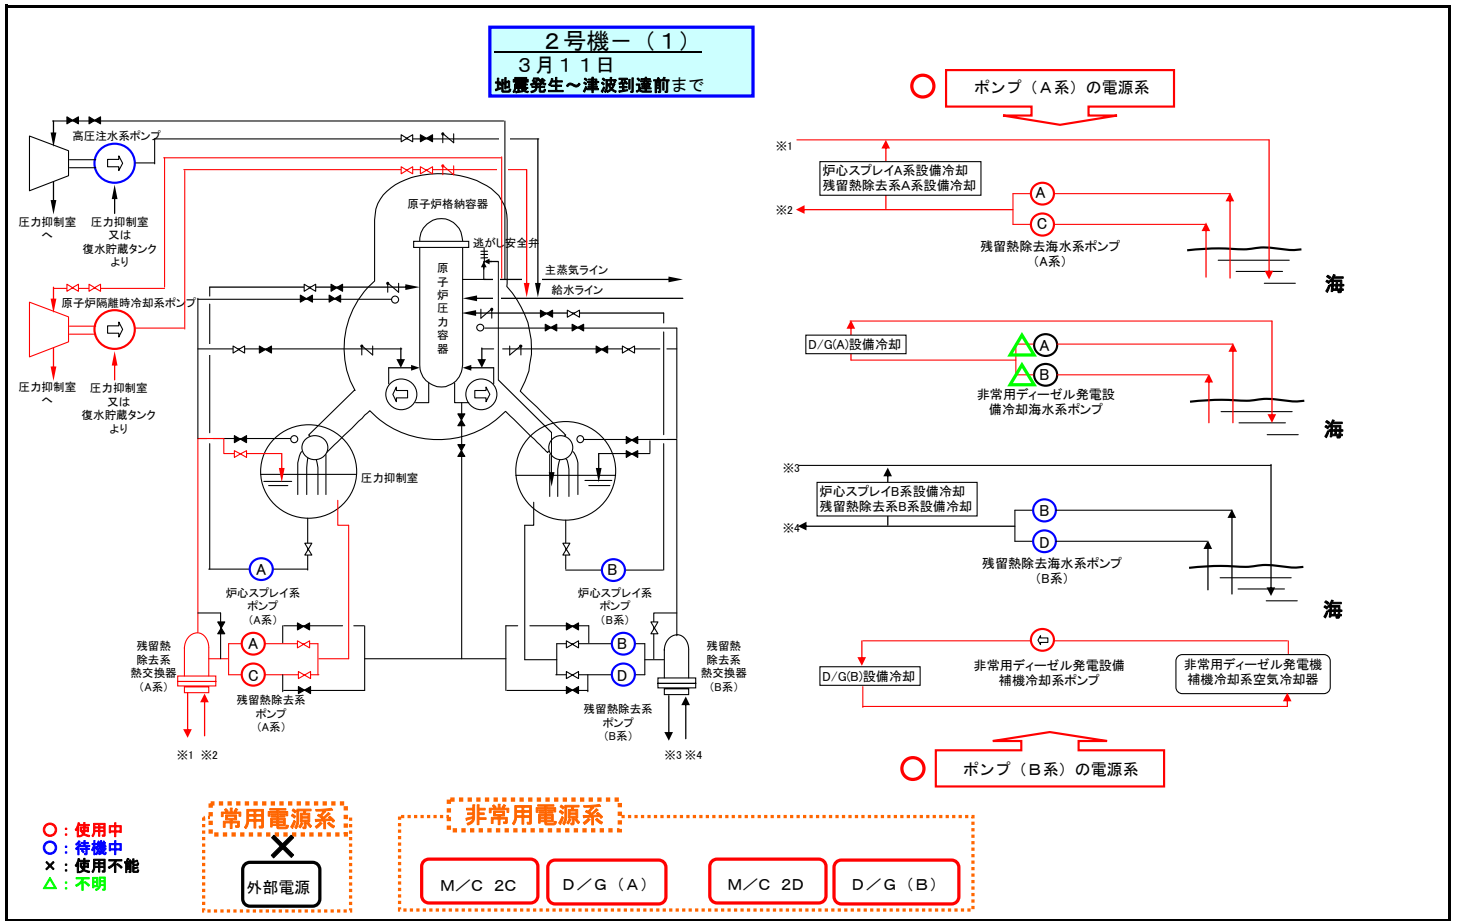 2号機－（1）
3月11日
地震発生～津波到達前まで
ポンプ（A系）の電源系
高圧注水系ポンプ
圧力抑制室
へ
圧力抑制室
又は
復水貯蔵タンク
より
原子炉隔離時冷却系ポンプ
圧力抑制室
へ
圧力抑制室
又は
復水貯蔵タンク
より
原子炉格納容器
逃がし安全弁
原子炉圧力容器
主蒸気ライン
給水ライン
圧力抑制室
A
炉心スプレイ系
ポンプ
（A系）
B
炉心スプレイ系
ポンプ
（B系）
残留熱
除去系
熱交換器
（A系）
A
C
残留熱除去系
ポンプ
（A系）
※1 ※2
B
D
残留熱除去系
ポンプ
（B系）
残留熱
除去系
熱交換器
（B系）
※3 ※4
※1
炉心スプレイA系設備冷却
残留熱除去系A系設備冷却
※2
A
C
残留熱除去海水系ポンプ
（A系）
海
D/G(A)設備冷却
A
B
非常用ディーゼル発電設
備冷却海水系ポンプ
海
※3
炉心スプレイB系設備冷却
残留熱除去系B系設備冷却
※4
B
D
残留熱除去海水系ポンプ
（B系）
海
D/G(B)設備冷却
非常用ディーゼル発電設備
補機冷却系ポンプ
非常用ディーゼル発電機
補機冷却系空気冷却器
ポンプ（B系）の電源系
○：使用中
○：待機中
×：使用不能
△：不明
常用電源系
外部電源
非常用電源系
M／C 2C
D／G（A）
M／C 2D
D／G（B）